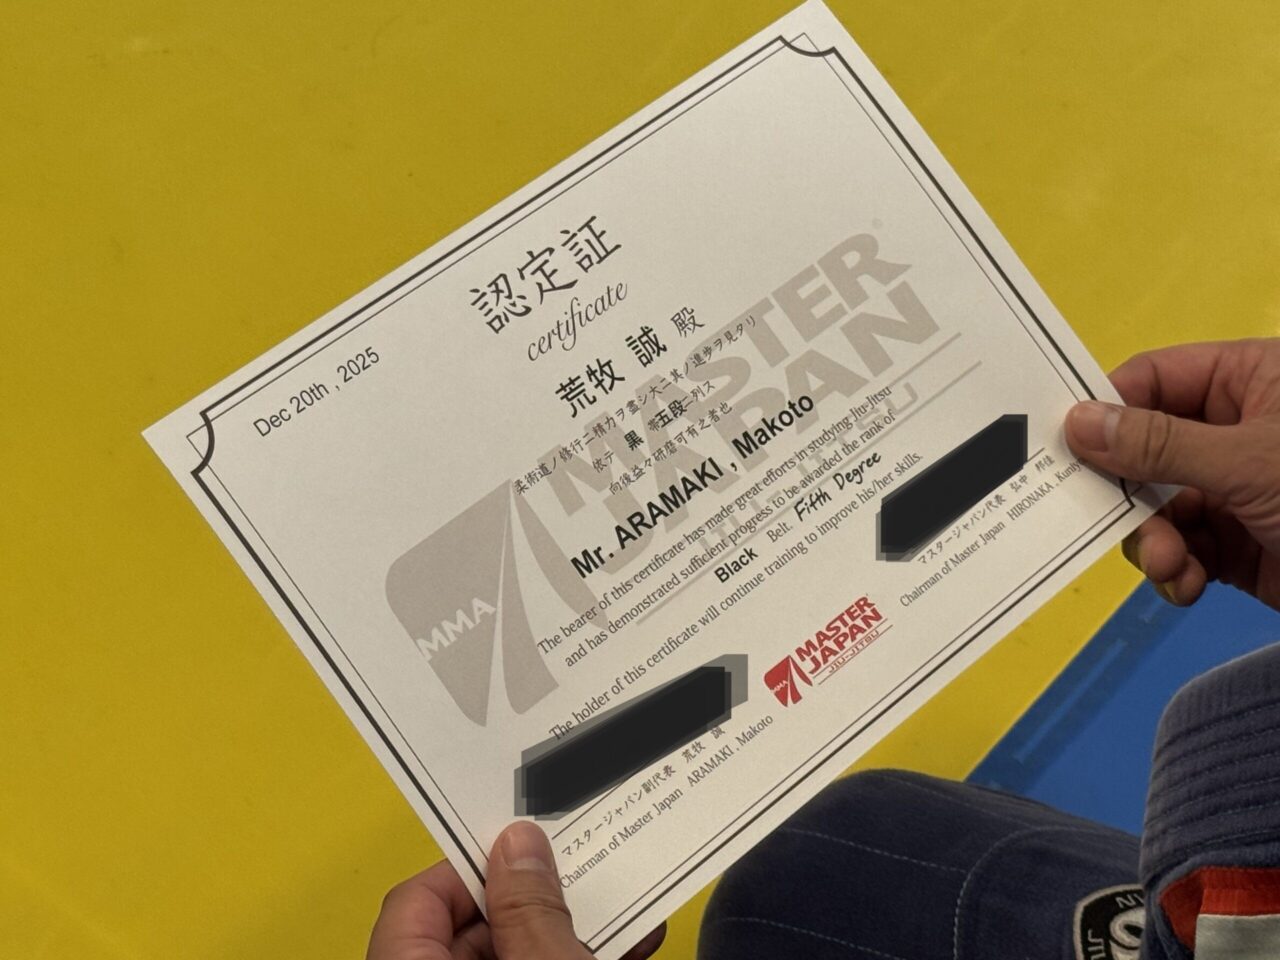 Dec 20th , 2025
認定証
certificate
荒牧 誠 殿
柔術道ノ修行ニ精力ヲ盡シ大ニ其ノ進歩ヲ見タリ
依テ 黒 帯五段ニ列ス
向後益々研磨可有之者也
Mr. ARAMAKI , Makoto
The bearer of this certificate has made great efforts in studying Jiu-Jitsu
and has demonstrated sufficient progress to be awarded the rank of
Black Belt. Fifth Degree
The holder of this certificate will continue training to improve his/her skills.
MMA
MASTER
JAPAN
JIU-JITSU
®
マスタージャパン代表 弘中 邦佳
Chairman of Master Japan HIRONAKA , Kuniy
MMA
MASTER
JAPAN
JIU-JITSU
マスタージャパン副代表 荒牧 誠
Chairman of Master Japan ARAMAKI , Makoto